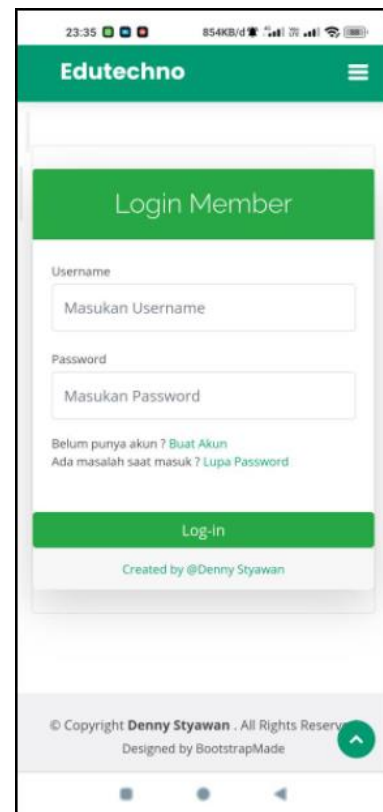 23:35 854KB/d
Edutechno
Login Member
Username
Masukan Username
Password
Masukan Password
Belum punya akun ? Buat Akun
Ada masalah saat masuk ? Lupa Password
Log-in
Created by @Denny Styawan
© Copyright Denny Styawan . All Rights Reserv
Designed by BootstrapMade